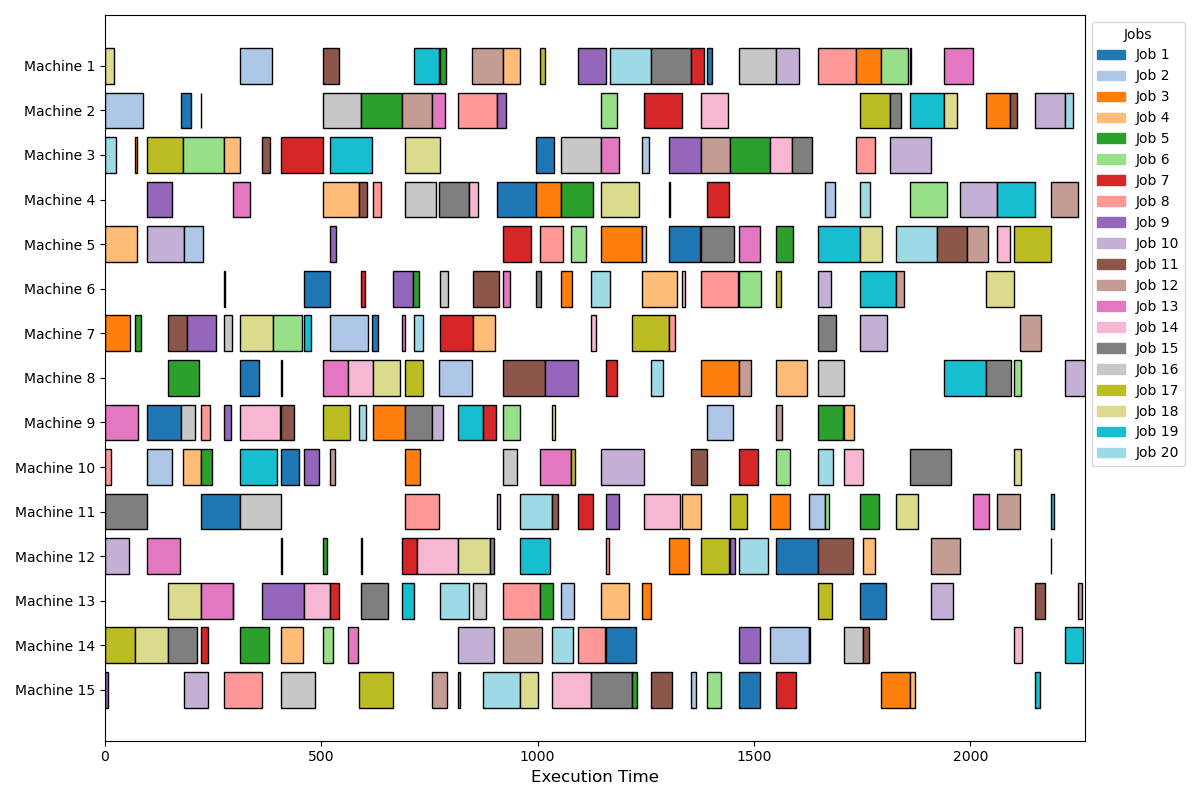 Machine 1
Machine 2
Machine 3
Machine 4
Machine 5
Machine 6
Machine 7
Machine 8
Machine 9
Machine 10
Machine 11
Machine 12
Machine 13
Machine 14
Machine 15
0 500 1000 1500 2000
Execution Time
Jobs
Job 1
Job 2
Job 3
Job 4
Job 5
Job 6
Job 7
Job 8
Job 9
Job 10
Job 11
Job 12
Job 13
Job 14
Job 15
Job 16
Job 17
Job 18
Job 19
Job 20